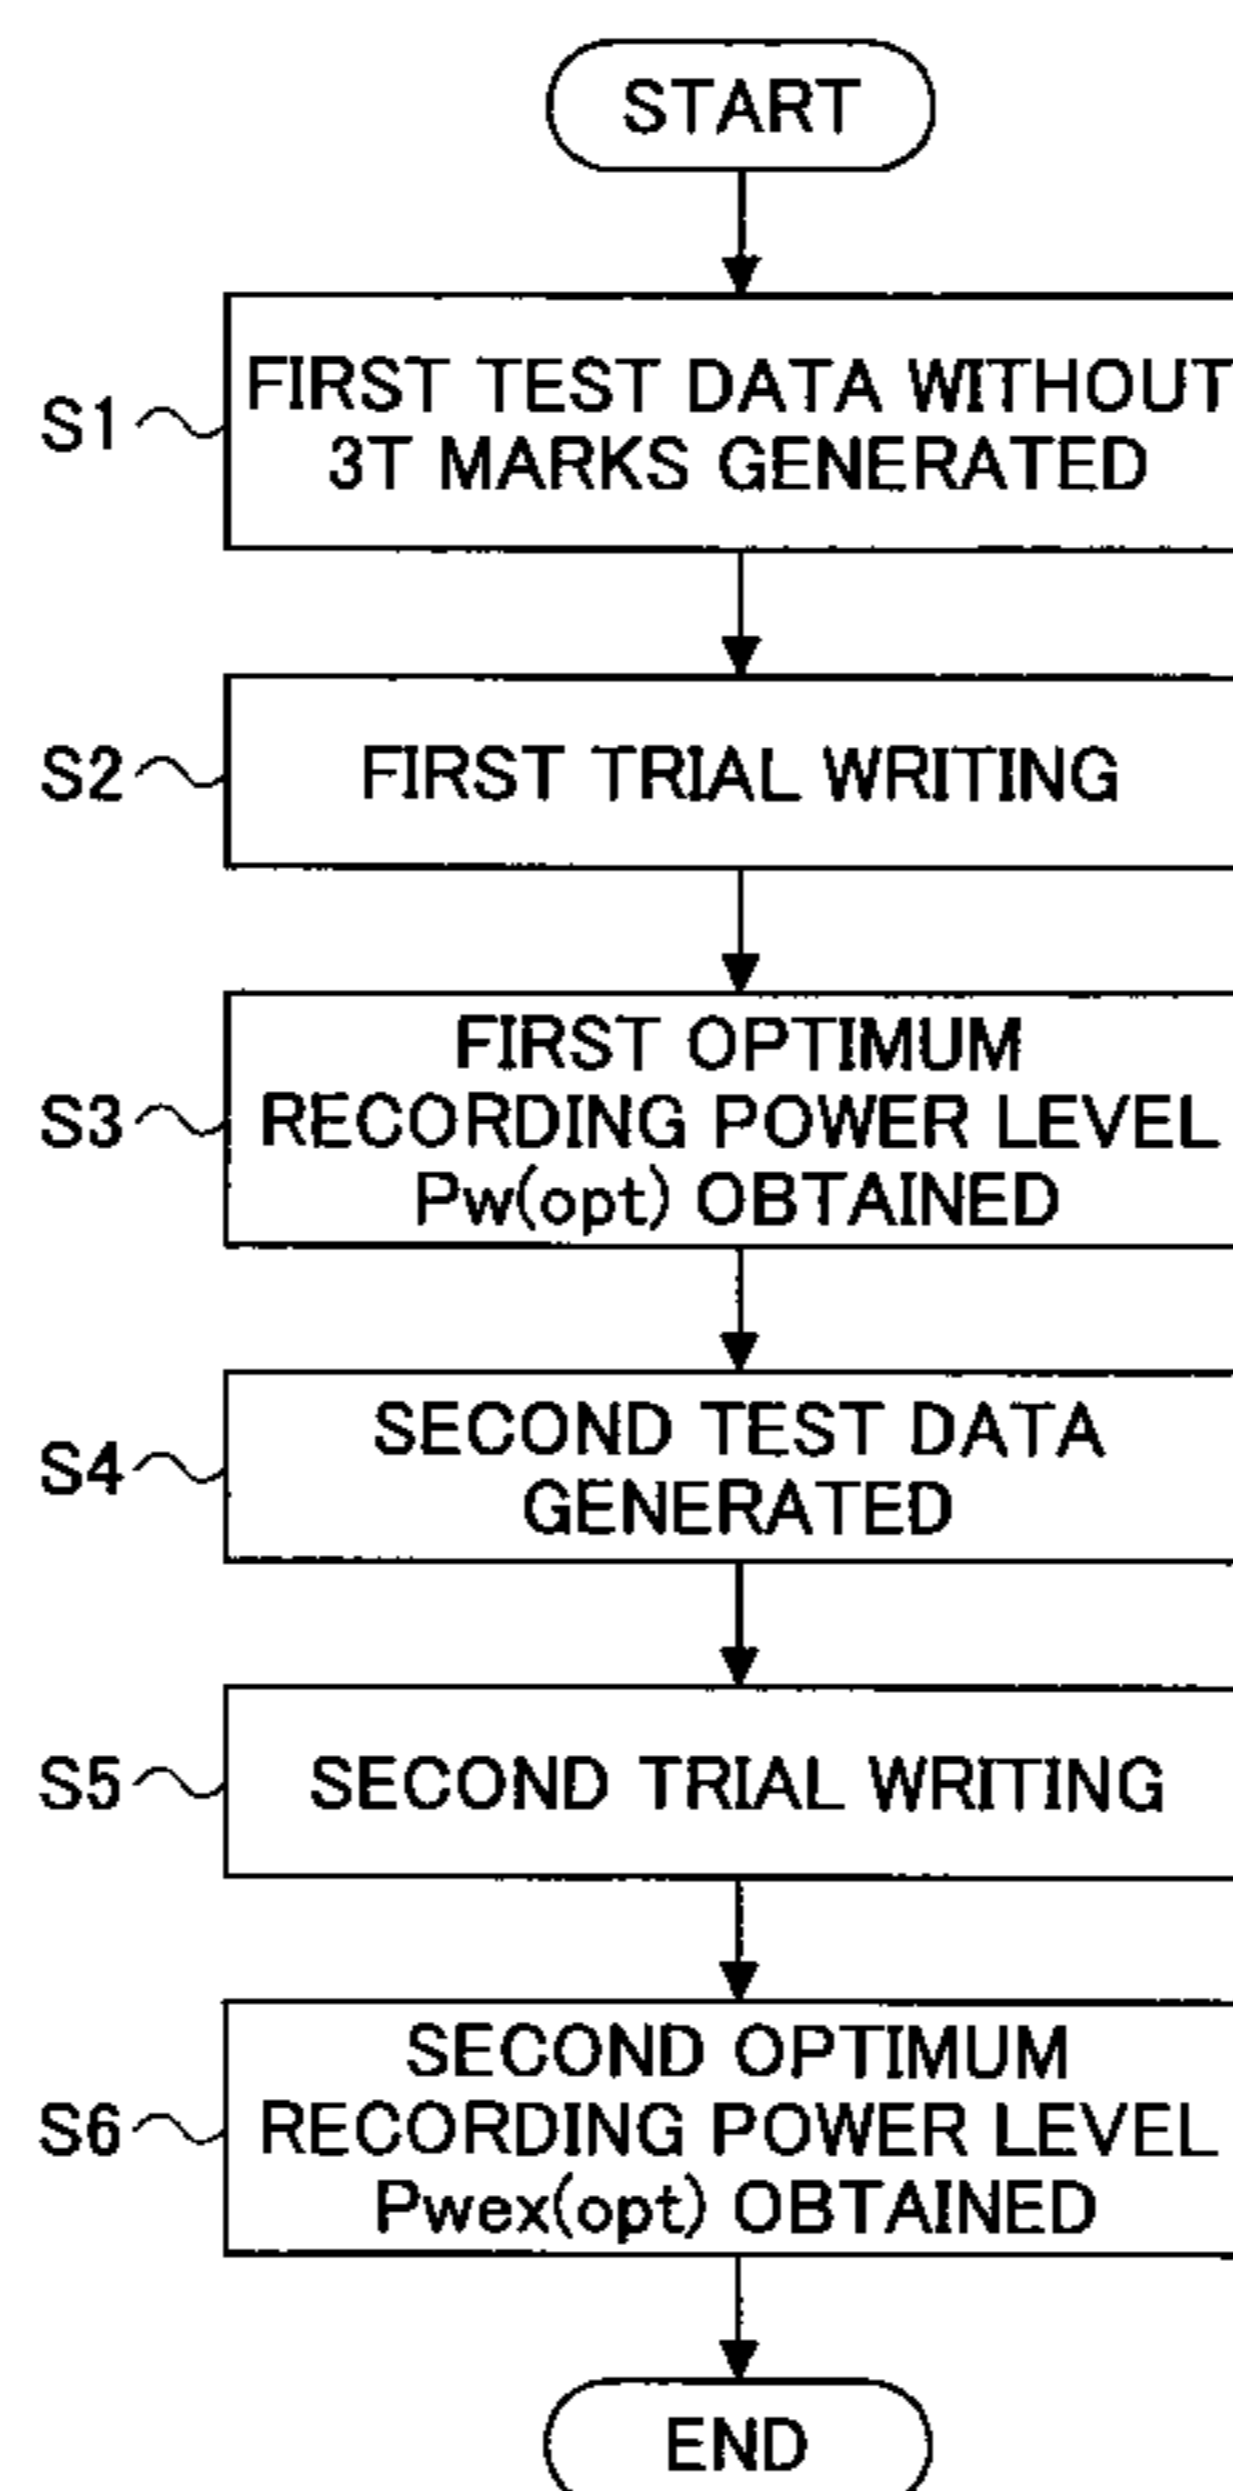 START
S1
FIRST TEST DATA WITHOUT
3T MARKS GENERATED
S2
FIRST TRIAL WRITING
S3
FIRST OPTIMUM
RECORDING POWER LEVEL
Pw(opt) OBTAINED
S4
SECOND TEST DATA
GENERATED
S5
SECOND TRIAL WRITING
S6
SECOND OPTIMUM
RECORDING POWER LEVEL
Pwex(opt) OBTAINED
END